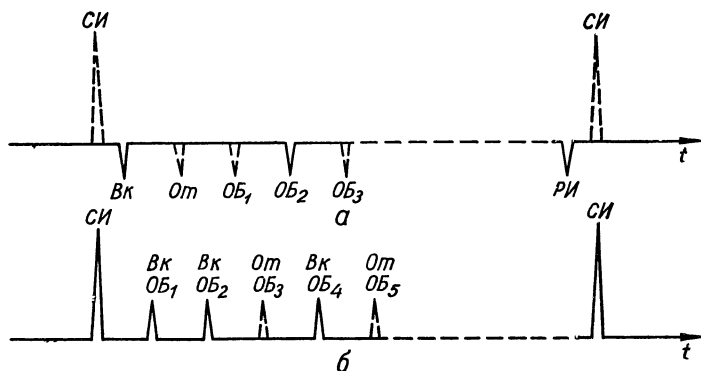 СИ СИ
Вк От ОБ₁ ОБ₂ ОБ₃ РИ t
а
СИ СИ
Вк Вк От Вк От
ОБ₁ ОБ₂ ОБ₃ ОБ₄ ОБ₅
t
б